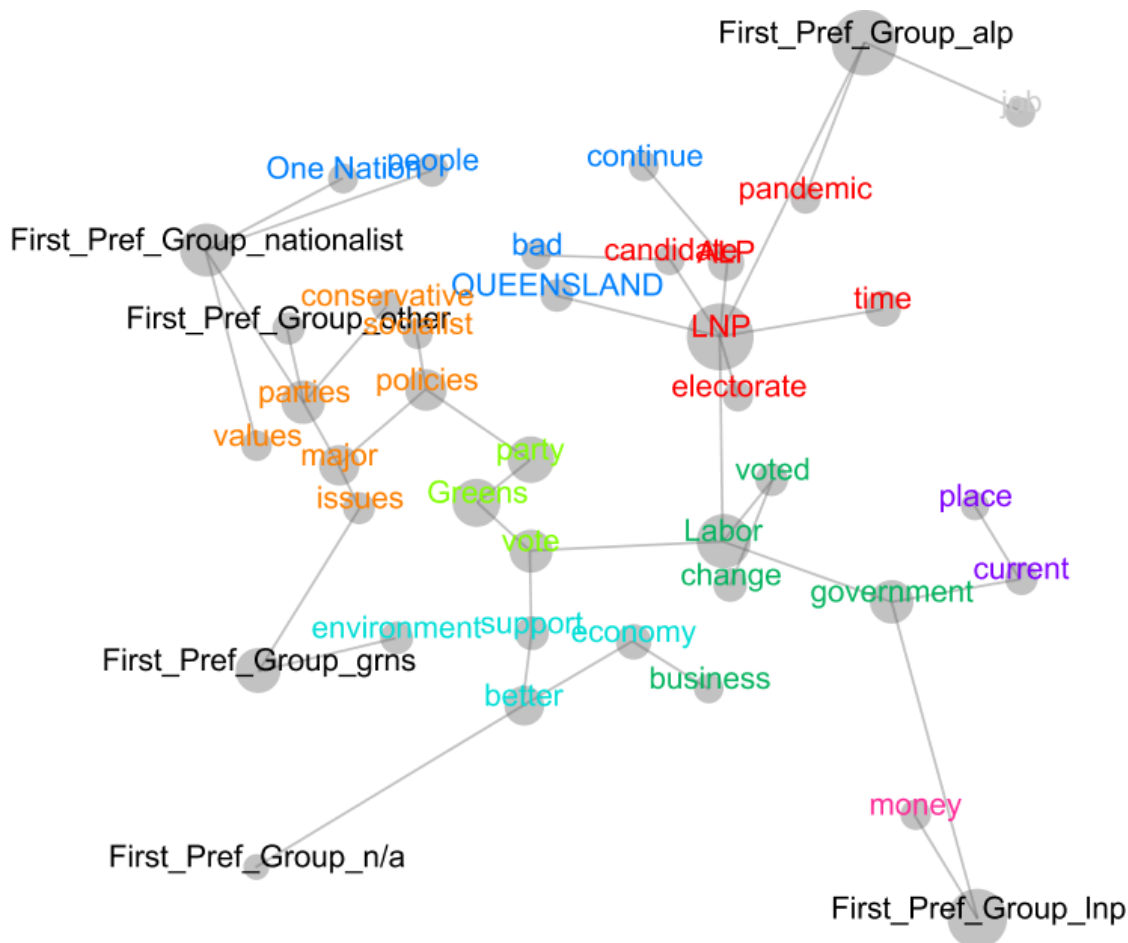 First_Pref_Group_alp
job
continue
One Nation
people
pandemic
First_Pref_Group_nationalist
bad
candidate
ALP
QUEENSLAND
conservative
time
First_Pref_Group_other
socialist
LNP
policies
electorate
parties
values
major
party
voted
issues
Greens
place
vote
Labor
change
current
government
environment
support
economy
First_Pref_Group_grns
business
better
money
First_Pref_Group_n/a
First_Pref_Group_lnp